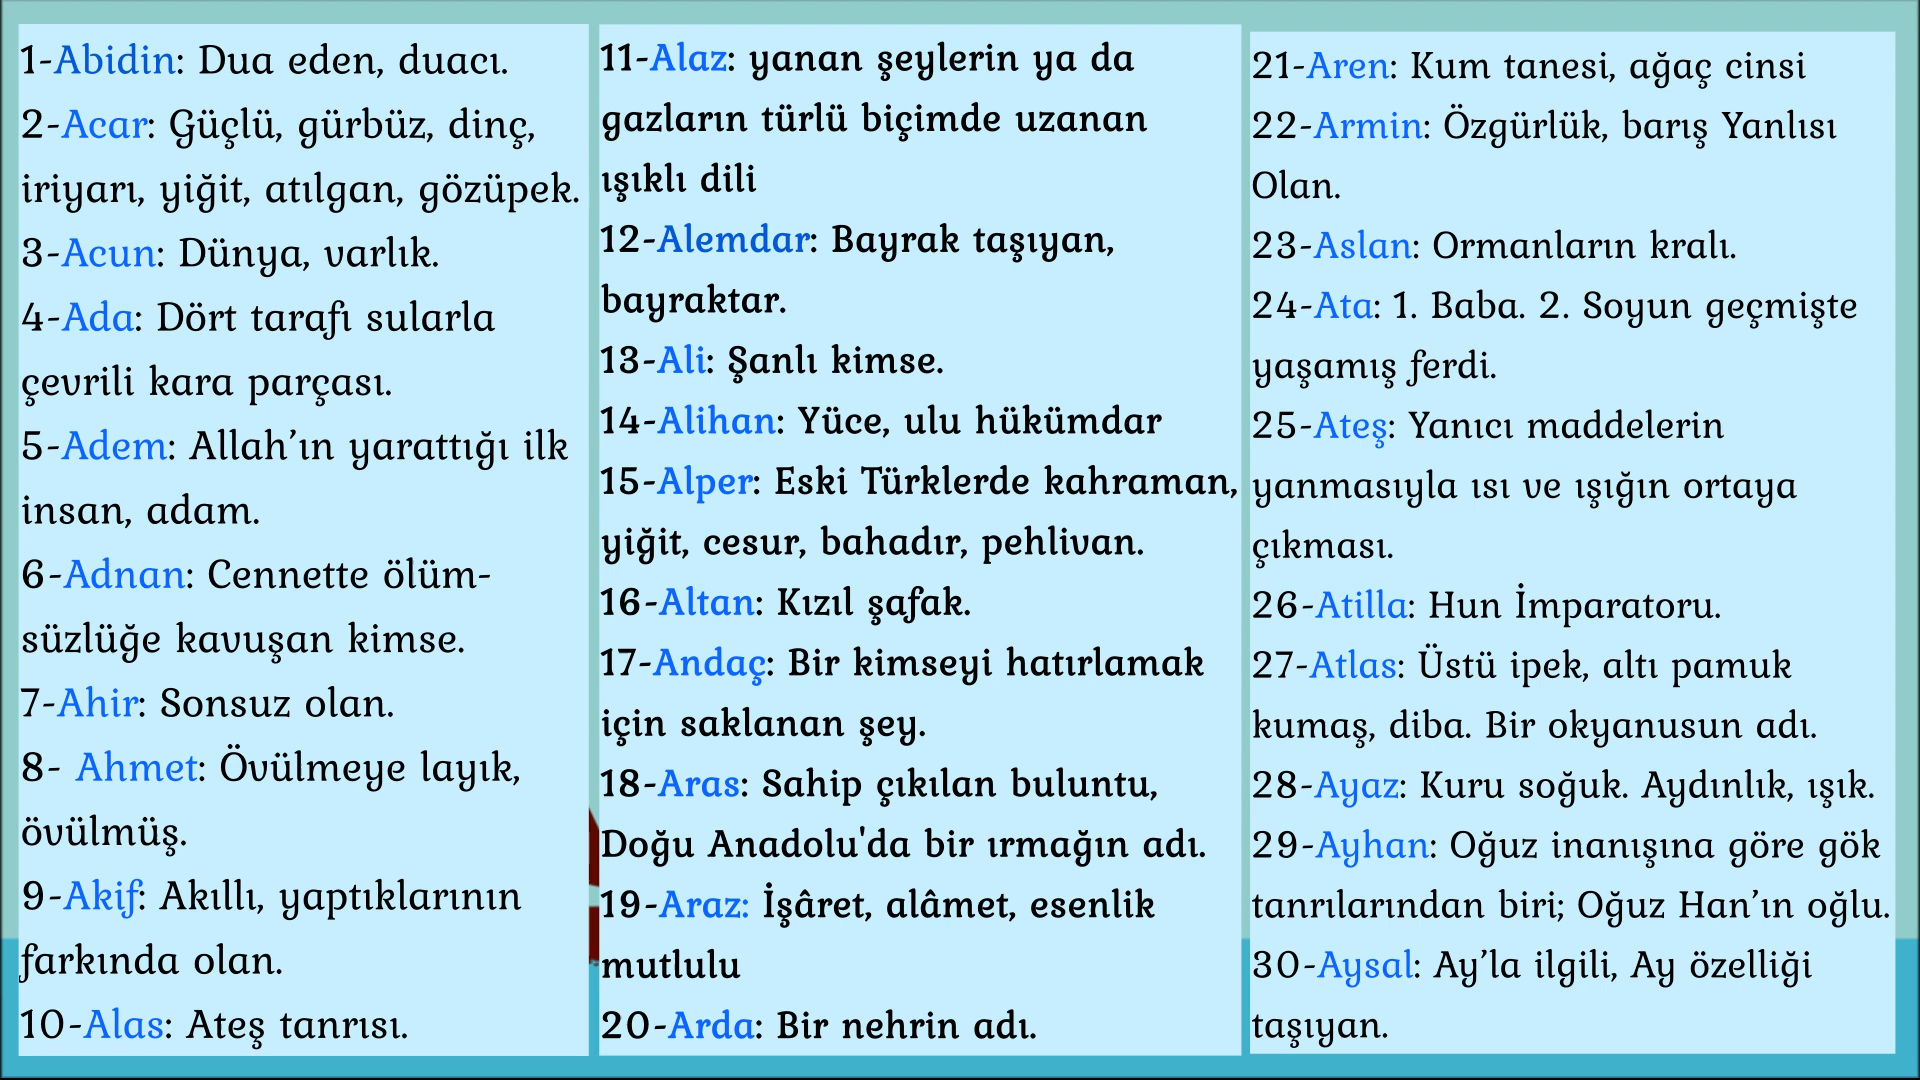 1-Abidin: Dua eden, duacı.
2-Acar: Güçlü, gürbüz, dinç,
iriyarı, yiğit, atılgan, gözüpek.
3-Acun: Dünya, varlık.
4-Ada: Dört tarafı sularla
çevrili kara parçası.
5-Adem: Allah’ın yarattığı ilk
insan, adam.
6-Adnan: Cennette ölüm-
süzlüğe kavuşan kimse.
7-Ahir: Sonsuz olan.
8- Ahmet: Övülmeye layık,
övülmüş.
9-Akif: Akıllı, yaptıklarının
farkında olan.
10-Alas: Ateş tanrısı.
11-Alaz: yanan şeylerin ya da
gazların türlü biçimde uzanan
ışıklı dili
12-Alemdar: Bayrak taşıyan,
bayraktar.
13-Ali: Şanlı kimse.
14-Alihan: Yüce, ulu hükümdar
15-Alper: Eski Türklerde kahraman,
yiğit, cesur, bahadır, pehlivan.
16-Altan: Kızıl şafak.
17-Andaç: Bir kimseyi hatırlamak
için saklanan şey.
18-Aras: Sahip çıkılan buluntu,
Doğu Anadolu'da bir ırmağın adı.
19-Araz: İşâret, alâmet, esenlik
mutlulu
20-Arda: Bir nehrin adı.
21-Aren: Kum tanesi, ağaç cinsi
22-Armin: Özgürlük, barış Yanlısı
Olan.
23-Aslan: Ormanların kralı.
24-Ata: 1. Baba. 2. Soyun geçmişte
yaşamış ferdi.
25-Ateş: Yanıcı maddelerin
yanmasıyla ısı ve ışığın ortaya
çıkması.
26-Atilla: Hun İmparatoru.
27-Atlas: Üstü ipek, altı pamuk
kumaş, diba. Bir okyanusun adı.
28-Ayaz: Kuru soğuk. Aydınlık, ışık.
29-Ayhan: Oğuz inanışına göre gök
tanrılarından biri; Oğuz Han’ın oğlu.
30-Aysal: Ay’la ilgili, Ay özelliği
taşıyan.